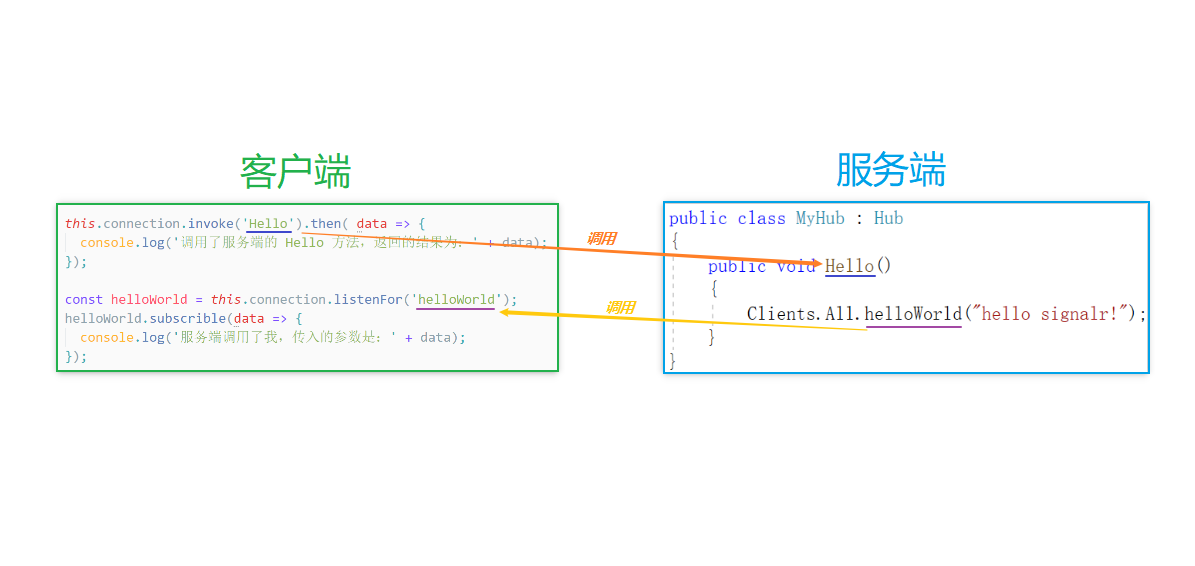 客户端
this.connection.invoke('Hello').then( data => {
console.log('调用了服务端的 Hello 方法，返回的结果为：' + data);
});
const helloWorld = this.connection.listenFor('helloWorld');
helloWorld.subscrible(data => {
console.log('服务端调用了我，传入的参数是：' + data);
});
调用
调用
服务端
public class MyHub : Hub
{
public void Hello()
{
Clients.All.helloWorld("hello signalr!");
}
}